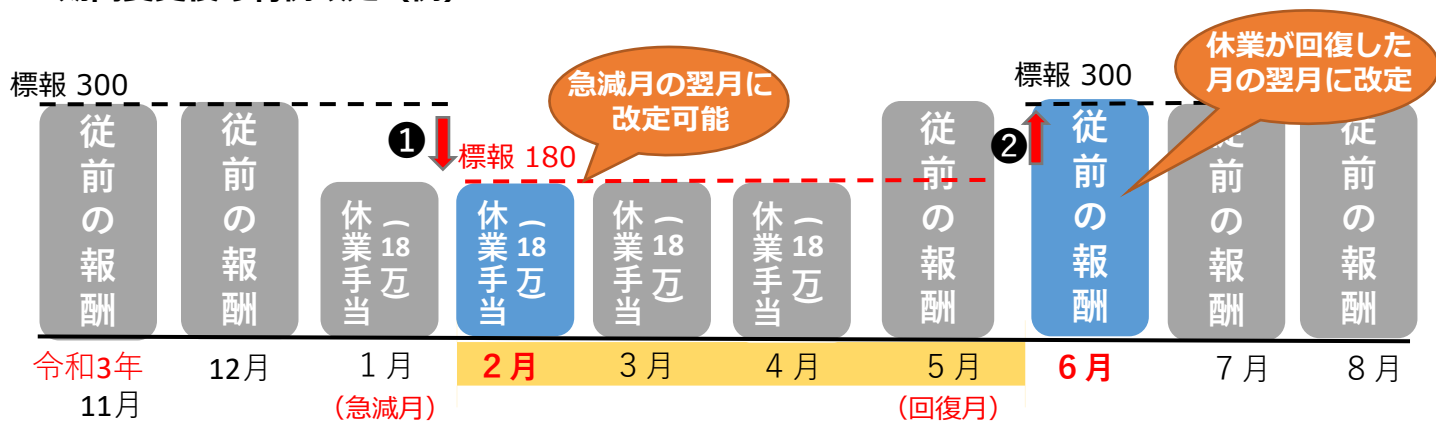 標報 300
急減月の翌月に
改定可能
標報 300
休業が回復した
月の翌月に改定
❶
標報 180
❷
従前の報酬
従前の報酬
休業手当
(18万)
休業手当
(18万)
休業手当
(18万)
休業手当
(18万)
従前の報酬
従前の報酬
従前の報酬
従前の報酬
令和3年
11月
12月
1月
(急減月)
2月
3月
4月
5月
(回復月)
6月
7月
8月